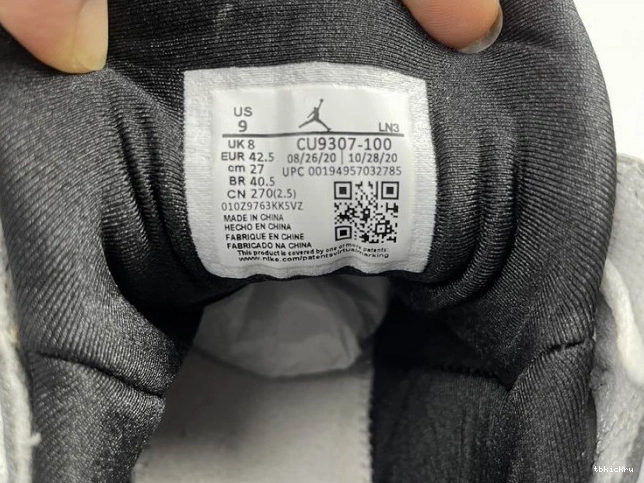 US
9
LN3
UK 8
CU9307-100
EUR 42.5
08/26/20 | 10/28/20
cm 27
UPC 00194957032785
BR 40.5
CN 270(2.5)
010Z9763KK5VZ
MADE IN CHINA
HECHO EN CHINA
FABRIQUE EN CHINE
FABRICADO NA CHINA
This product is covered by one or more patents.
www.nike.com/patentsvirtualmarking
tbkickru